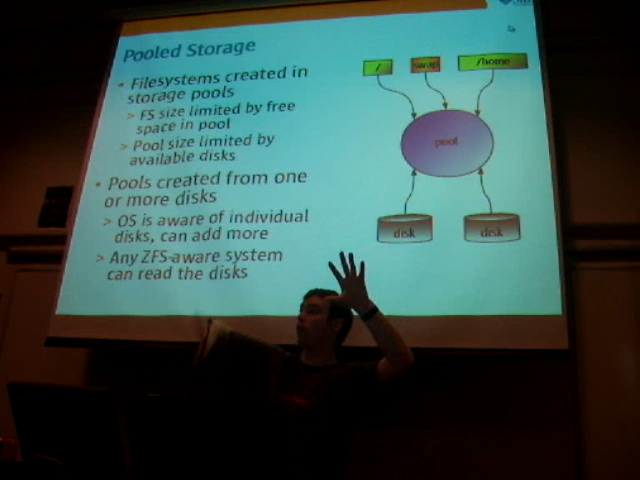 Pooled Storage
• Filesystems created in
storage pools
> FS size limited by free
space in pool
> Pool size limited by
available disks
• Pools created from one
or more disks
> OS is aware of individual
disks, can add more
> Any ZFS-aware system
can read the disks
/
swap
/home
pool
disk
disk